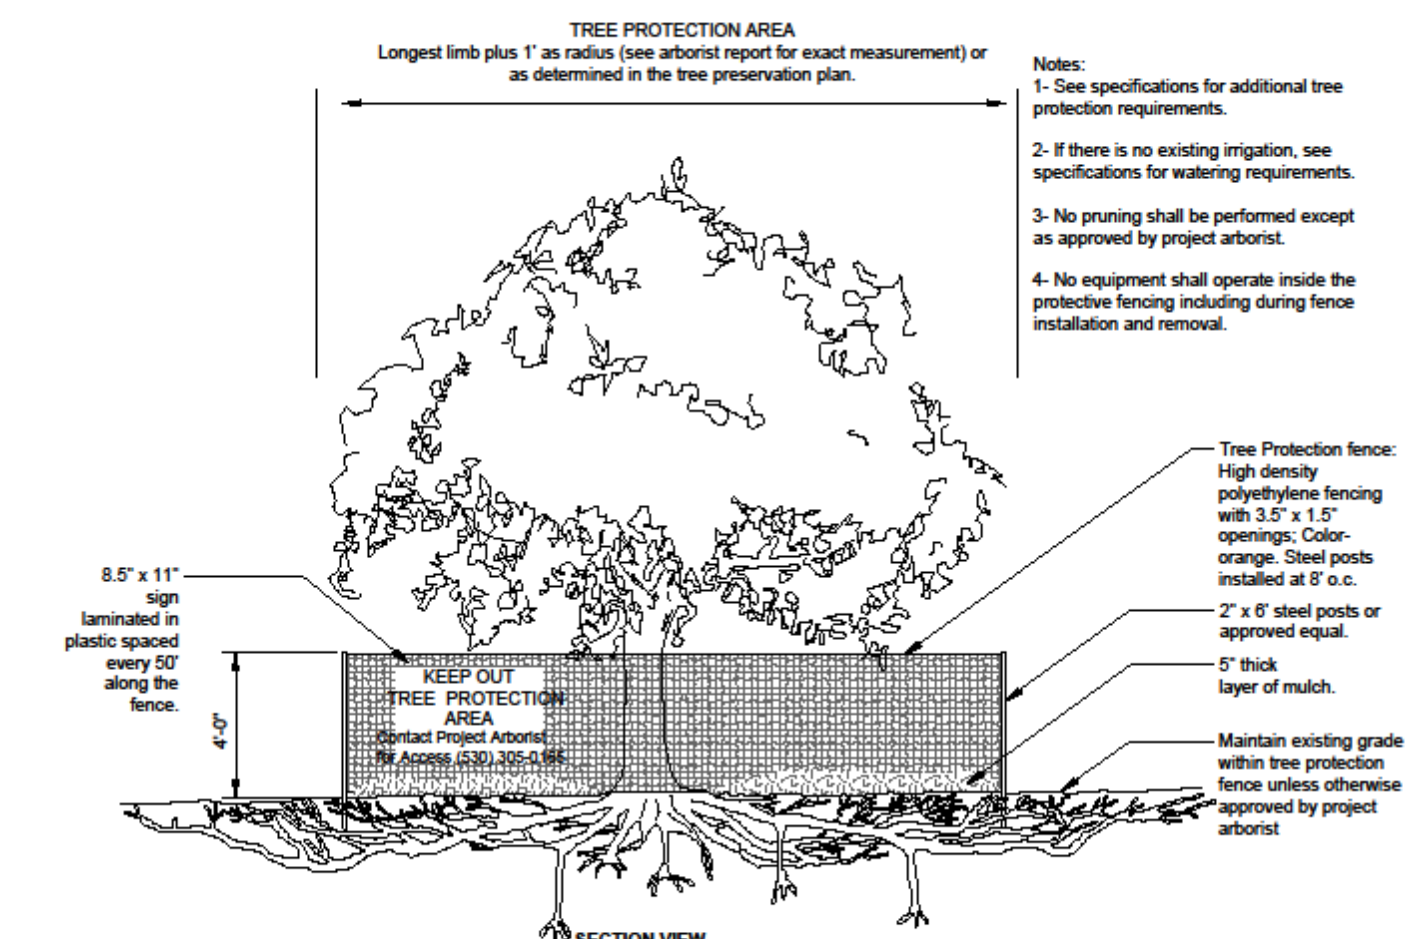 TREE PROTECTION AREA
Longest limb plus 1' as radius (see arborist report for exact measurement) or
as determined in the tree preservation plan.
Notes:
1- See specifications for additional tree
protection requirements.
2- If there is no existing irrigation, see
specifications for watering requirements.
3- No pruning shall be performed except
as approved by project arborist.
4- No equipment shall operate inside the
protective fencing including during fence
installation and removal.
Tree Protection fence:
High density
polyethylene fencing
with 3.5" x 1.5"
openings; Color-
orange. Steel posts
installed at 8' o.c.
2" x 6' steel posts or
approved equal.
5" thick
layer of mulch.
Maintain existing grade
within tree protection
fence unless otherwise
approved by project
arborist
8.5" x 11"
sign
laminated in
plastic spaced
every 50'
along the
fence.
4'-0"
KEEP OUT
TREE PROTECTION
AREA
Contact Project Arborist
for Access (530) 305-0165
SECTION VIEW